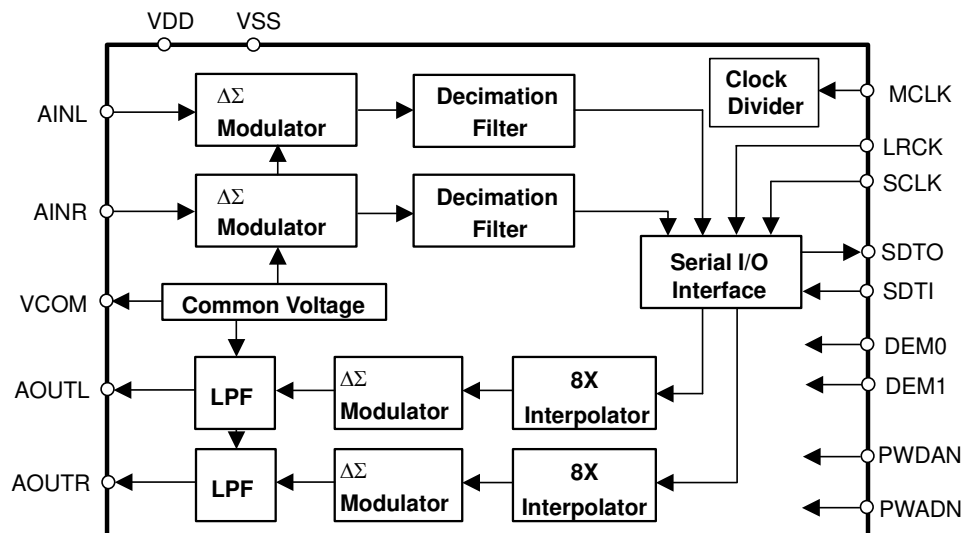 VDD
VSS
AINL
ΔΣ
Modulator
Decimation
Filter
Clock
Divider
MCLK
LRCK
SCLK
AINR
ΔΣ
Modulator
Decimation
Filter
Serial I/O
Interface
SDTO
SDTI
VCOM
Common Voltage
DEM0
DEM1
AOUTL
LPF
ΔΣ
Modulator
8X
Interpolator
PWDAN
AOUTR
LPF
ΔΣ
Modulator
8X
Interpolator
PWADN